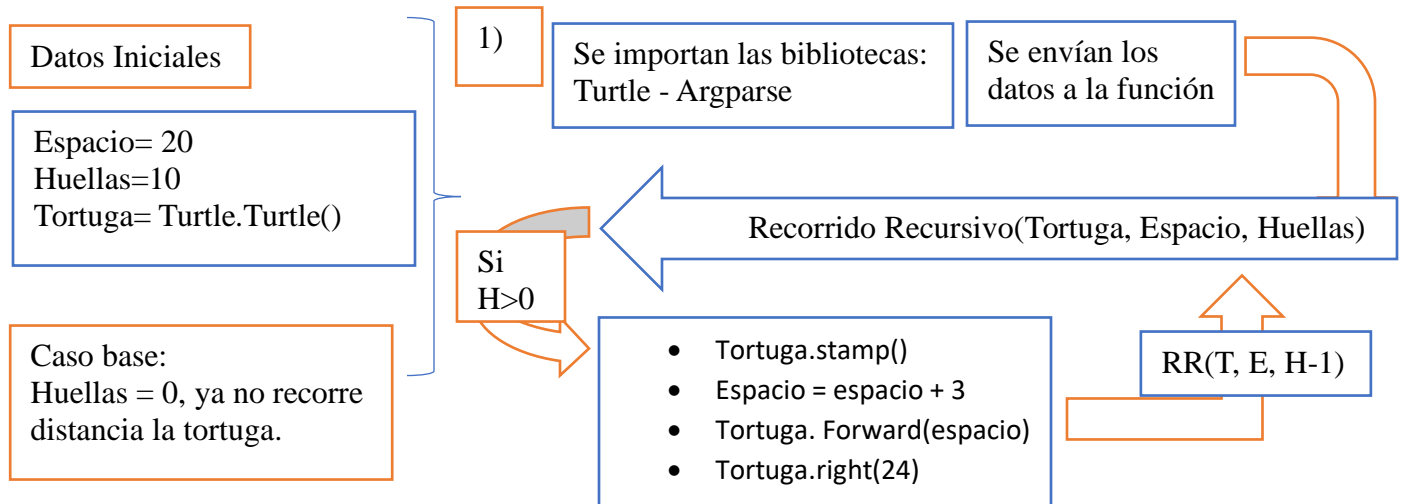 Datos Iniciales
Espacio= 20
Huellas=10
Tortuga= Turtle.Turtle()
Caso base:
Huellas = 0, ya no recorre
distancia la tortuga.
1)
Se importan las bibliotecas:
Turtle - Argparse
Se envían los
datos a la función
Recorrido Recursivo(Tortuga, Espacio, Huellas)
Si
H>0
• Tortuga.stamp()
• Espacio = espacio + 3
• Tortuga. Forward(espacio)
• Tortuga.right(24)
RR(T, E, H-1)